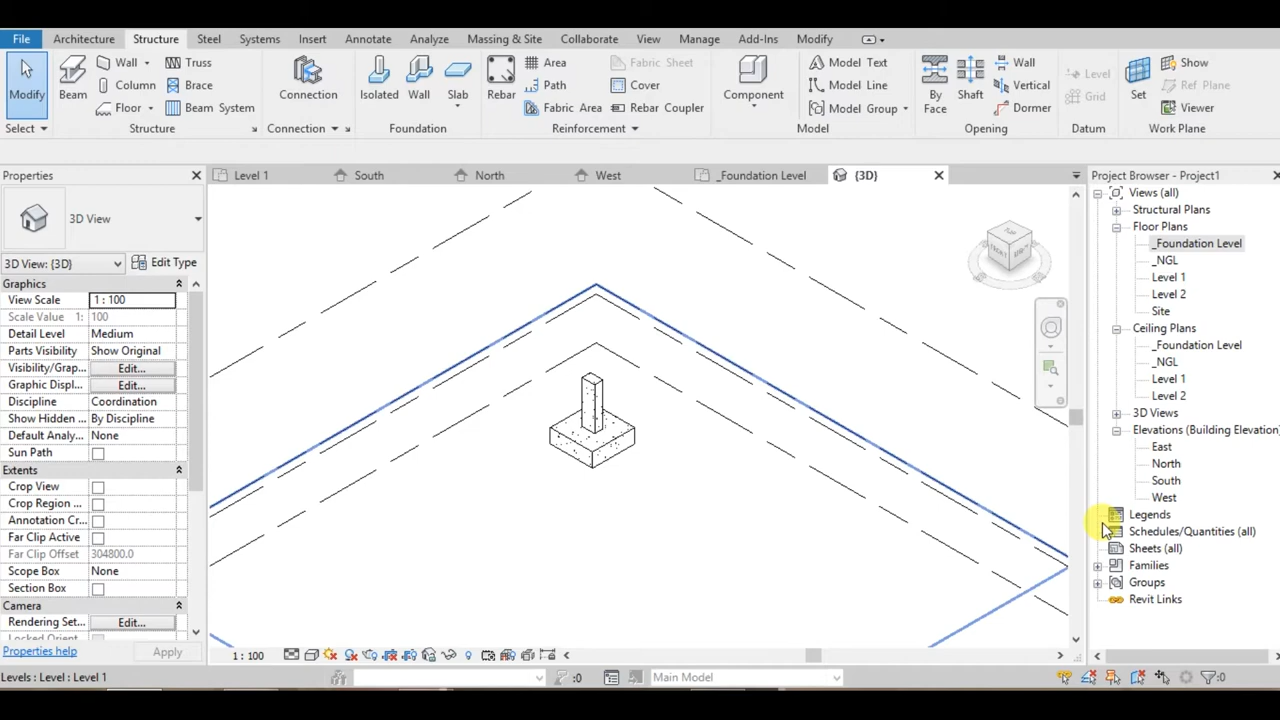 File Architecture Structure Steel Systems Insert Annotate Analyze Massing & Site Collaborate View Manage Add-Ins Modify
Modify
Select
Beam
Wall
Truss
Column
Brace
Floor
Beam System
Structure
Connection
Connection
Isolated
Wall
Slab
Foundation
Rebar
Area
Fabric Sheet
Path
Cover
Fabric Area
Rebar Coupler
Reinforcement
Component
Model Text
Model Line
Model Group
Model
By Face
Shaft
Wall
Vertical
Dormer
Opening
Level
Grid
Datum
Set
Show
Ref Plane
Viewer
Work Plane
Properties
3D View
3D View: {3D}
Edit Type
Graphics
View Scale 1 : 100
Scale Value 1: 100
Detail Level Medium
Parts Visibility Show Original
Visibility/Grap... Edit...
Graphic Displ... Edit...
Discipline Coordination
Show Hidden ... By Discipline
Default Analy... None
Sun Path
Extents
Crop View
Crop Region ...
Annotation Cr...
Far Clip Active
Far Clip Offset 304800.0
Scope Box None
Section Box
Camera
Rendering Set... Edit...
Locked Orient
Properties help
Apply
Level 1
South
North
West
_Foundation Level
{3D}
TOP
FRONT
1 : 100
Project Browser - Project1
Views (all)
Structural Plans
Floor Plans
_Foundation Level
_NGL
Level 1
Level 2
Site
Ceiling Plans
_Foundation Level
_NGL
Level 1
Level 2
3D Views
Elevations (Building Elevation
East
North
South
West
Legends
Schedules/Quantities (all)
Sheets (all)
Families
Groups
Revit Links
Levels : Level : Level 1
:0
Main Model
:0